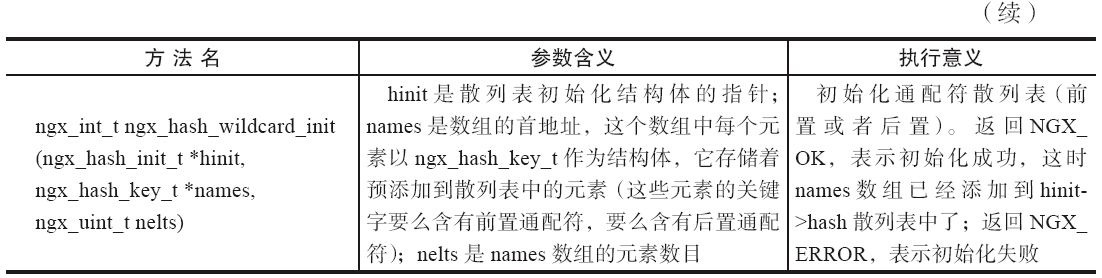 （续）
方 法 名
参数含义
执行意义
ngx_int_t ngx_hash_wildcard_init
(ngx_hash_init_t *hinit,
ngx_hash_key_t *names,
ngx_uint_t nelts)
hinit 是散列表初始化结构体的指针；
names 是数组的首地址，这个数组中每个元
素以 ngx_hash_key_t 作为结构体，它存储着
预添加到散列表中的元素（这些元素的关键
字要么含有前置通配符，要么含有后置通配
符）；nelts 是 names 数组的元素数目
初始化通配符散列表（前
置或者后置）。返回 NGX_
OK，表示初始化成功，这时
names 数组已经添加到 hinit-
>hash 散列表中了；返回 NGX_
ERROR，表示初始化失败